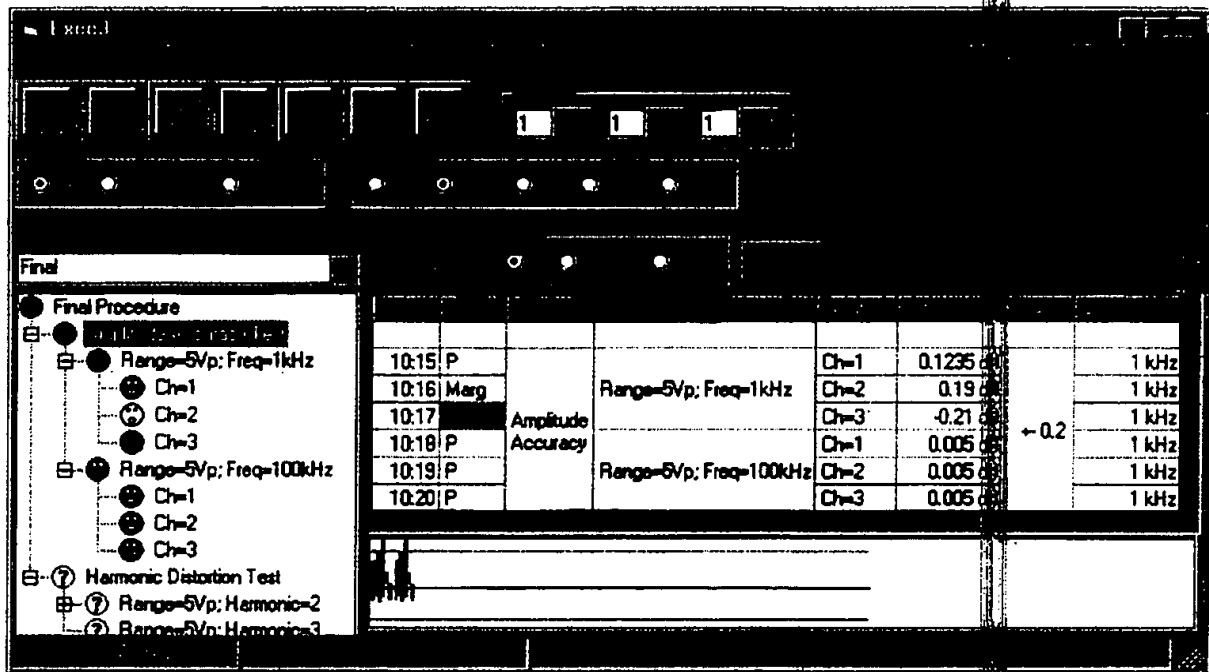 Exec3
1 1 1
Final
Final Procedure
Range=5Vp; Freq=1kHz
Ch=1
Ch=2
Ch=3
Range=5Vp; Freq=100kHz
Ch=1
Ch=2
Ch=3
Harmonic Distortion Test
Range=5Vp; Harmonic=2
Range=5Vp; Harmonic=3
10:15 P Ch=1 0.1235 1 kHz
10:16 Marg Range=5Vp; Freq=1kHz Ch=2 0.19 1 kHz
10:17 Amplitude Ch=3 -0.21 +-0.2 1 kHz
10:18 P Accuracy Ch=1 0.005 1 kHz
10:19 P Range=5Vp; Freq=100kHz Ch=2 0.005 1 kHz
10:20 P Ch=3 0.005 1 kHz